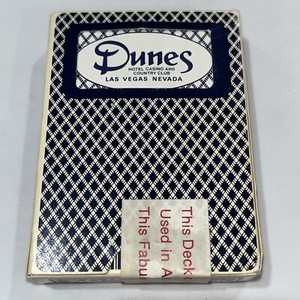 Dunes
HOTEL CASINO AND
COUNTRY CLUB
LAS VEGAS NEVADA
This Deck
Used in A
This Fabu